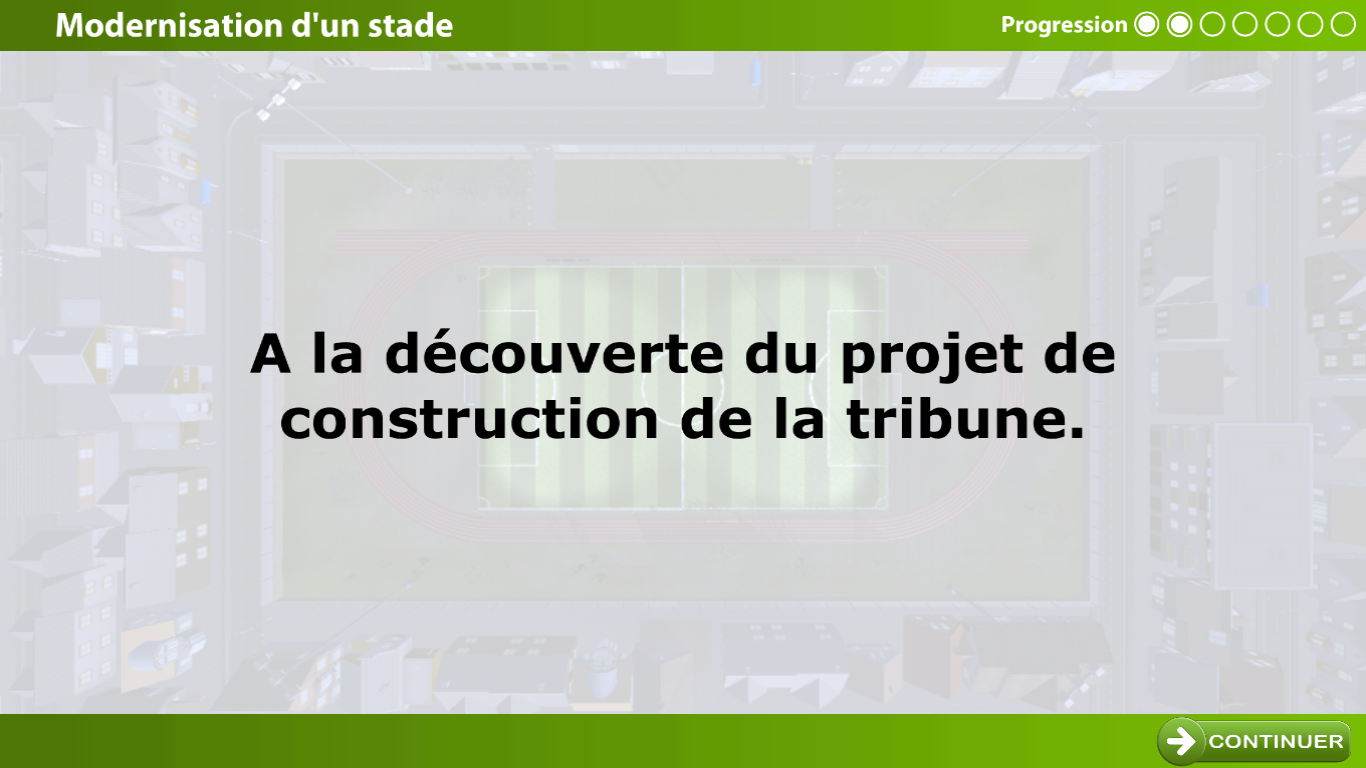 Modernisation d'un stade
Progression
A la découverte du projet de
construction de la tribune.
CONTINUER